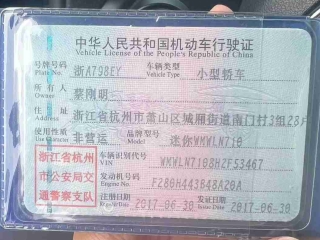 中华人民共和国机动车行驶证
Vehicle License of the People's Republic of China
号牌号码 浙A798EY 车辆类型 小型轿车
Plate No. Vehicle Type
所有人 蔡刚明
Owner
住址 浙江省杭州市萧山区城厢街道南门村3组23户
Address
使用性质 非营运 品牌型号 迷你WMWLN710
Use Character Model
浙江省杭州
市公安局交
通警察支队
车辆识别代号 WMWLN7108H2FS3467
VIN
发动机号码 F286H443648A20A
Engine No.
注册日期 2017-06-30 发证日期 2017-06-30